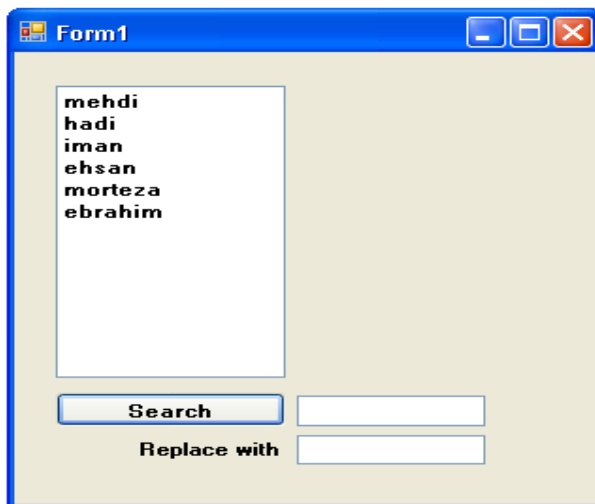 Form1
mehdi
hadi
iman
ehsan
morteza
ebrahim
Search
Replace with